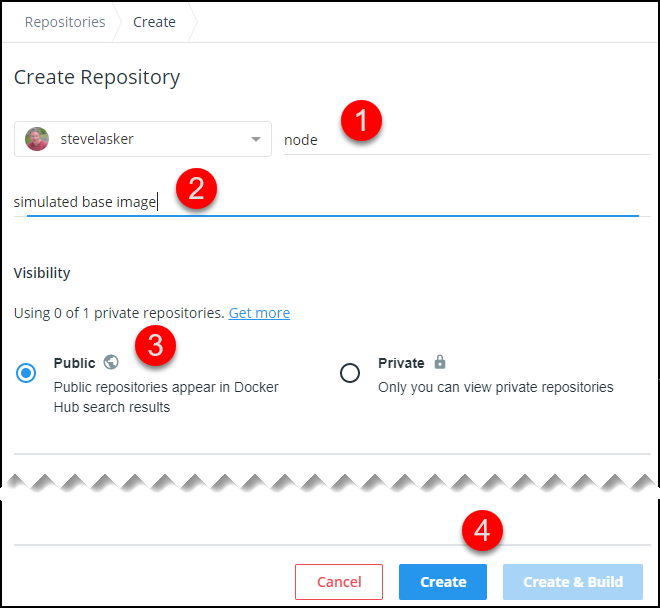 Repositories Create
Create Repository
stevelasker node 1
simulated base image 2
Visibility
Using 0 of 1 private repositories. Get more
3
Public Private
Public repositories appear in Docker Only you can view private repositories
Hub search results
4
Cancel Create Create & Build